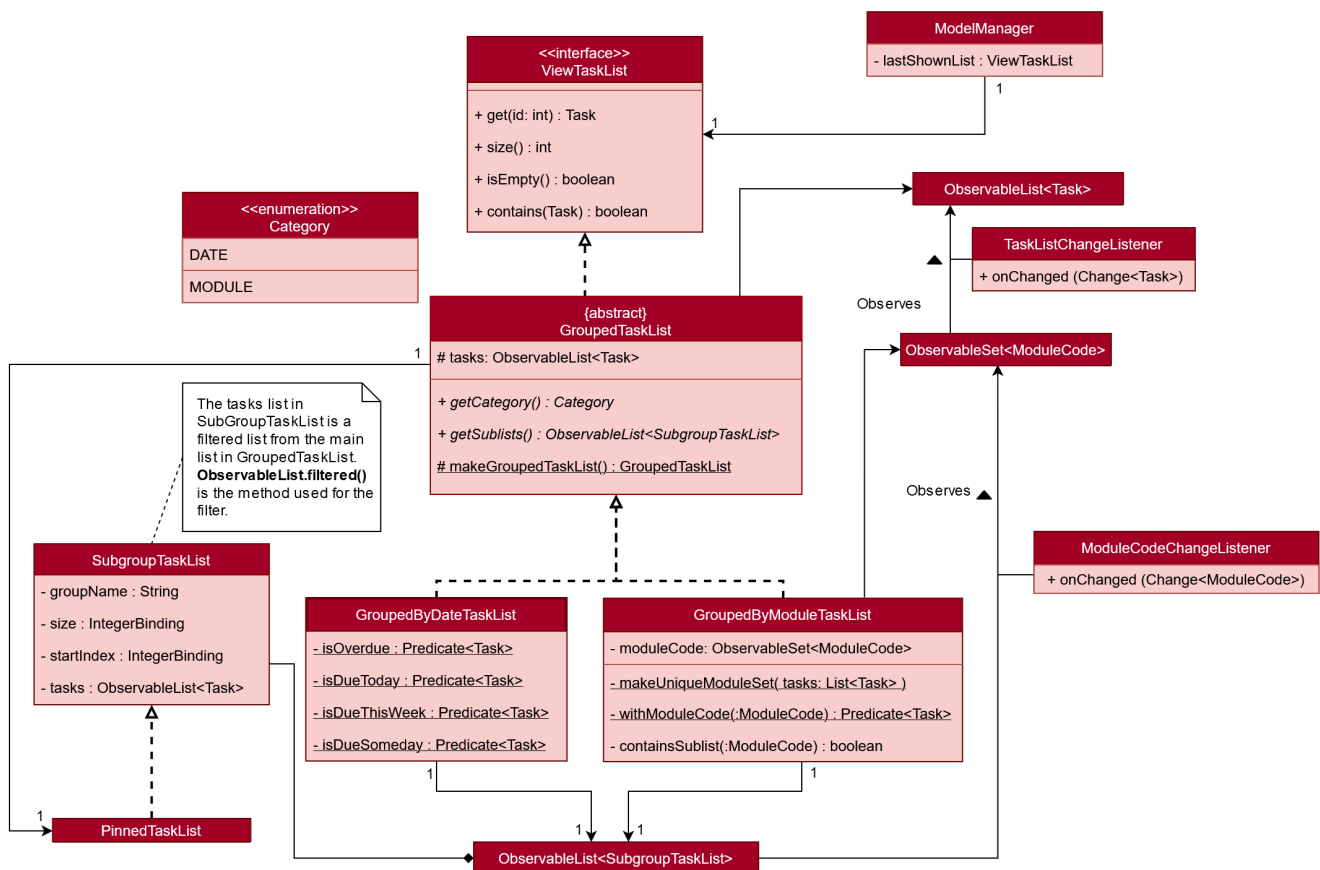 ModelManager
- lastShownList : ViewTaskList
1
1
<<interface>>
ViewTaskList
+ get(id: int) : Task
+ size() : int
+ isEmpty() : boolean
+ contains(Task) : boolean
<<enumeration>>
Category
DATE
MODULE
ObservableList<Task>
TaskListChangeListener
+ onChanged (Change<Task>)
Observes
ObservableSet<ModuleCode>
{abstract}
GroupedTaskList
# tasks: ObservableList<Task>
+ getCategory() : Category
+ getSublists() : ObservableList<SubgroupTaskList>
# makeGroupedTaskList() : GroupedTaskList
1
The tasks list in
SubGroupTaskList is a
filtered list from the main
list in GroupedTaskList.
ObservableList.filtered()
is the method used for the
filter.
Observes
ModuleCodeChangeListener
+ onChanged (Change<ModuleCode>)
SubgroupTaskList
- groupName : String
- size : IntegerBinding
- startIndex : IntegerBinding
- tasks : ObservableList<Task>
GroupedByDateTaskList
- isOverdue : Predicate<Task>
- isDueToday : Predicate<Task>
- isDueThisWeek : Predicate<Task>
- isDueSomeday : Predicate<Task>
GroupedByModuleTaskList
- moduleCode: ObservableSet<ModuleCode>
- makeUniqueModuleSet( tasks: List<Task> )
- withModuleCode(:ModuleCode) : Predicate<Task>
- containsSublist(:ModuleCode) : boolean
1
1
1
PinnedTaskList
1
1
ObservableList<SubgroupTaskList>